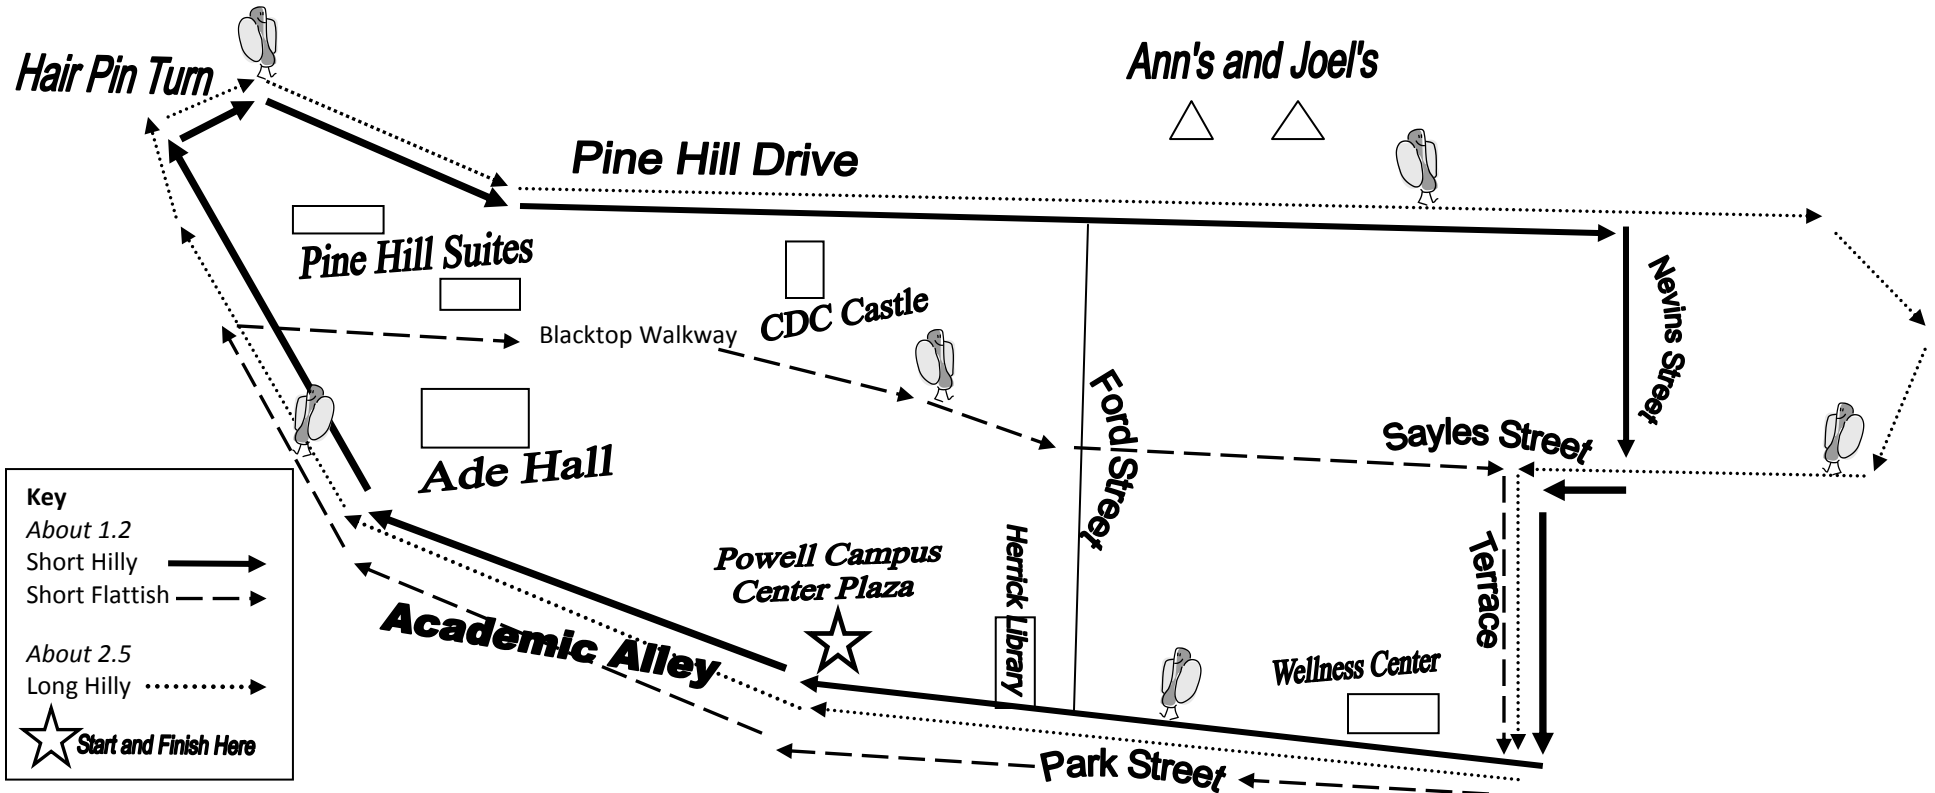 Hair Pin Turn
Ann's and Joel's
Pine Hill Drive
Pine Hill Suites
CDC Castle
Blacktop Walkway
Nevins Street
Ford Street
Sayles Street
Ade Hall
Key
About 1.2
Short Hilly
Short Flattish
About 2.5
Long Hilly
Start and Finish Here
Powell Campus
Center Plaza
Herrick Library
Terrace
Academic Alley
Wellness Center
Park Street